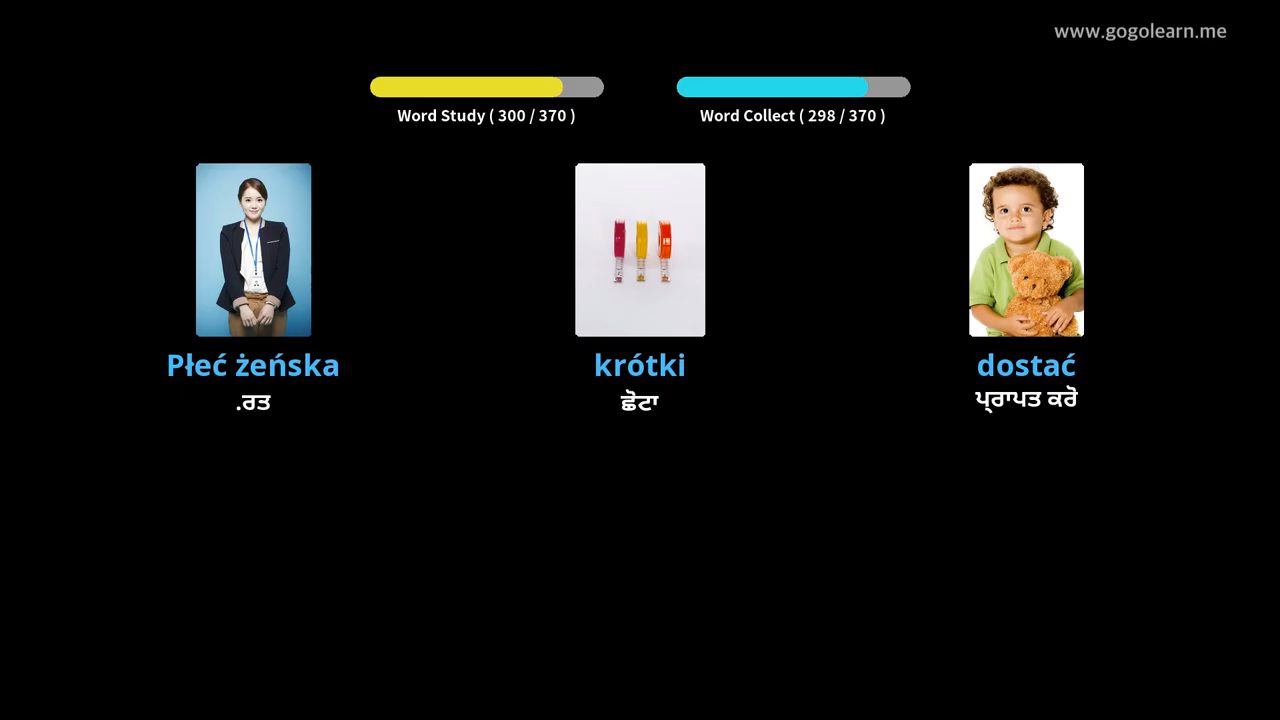 www.gogolearn.me
Word Study ( 300 / 370 )
Word Collect ( 298 / 370 )
Płeć żeńska
krótki
dostać
.ਰਤ
ਛੋਟਾ
ਪ੍ਰਾਪਤ ਕਰੋ